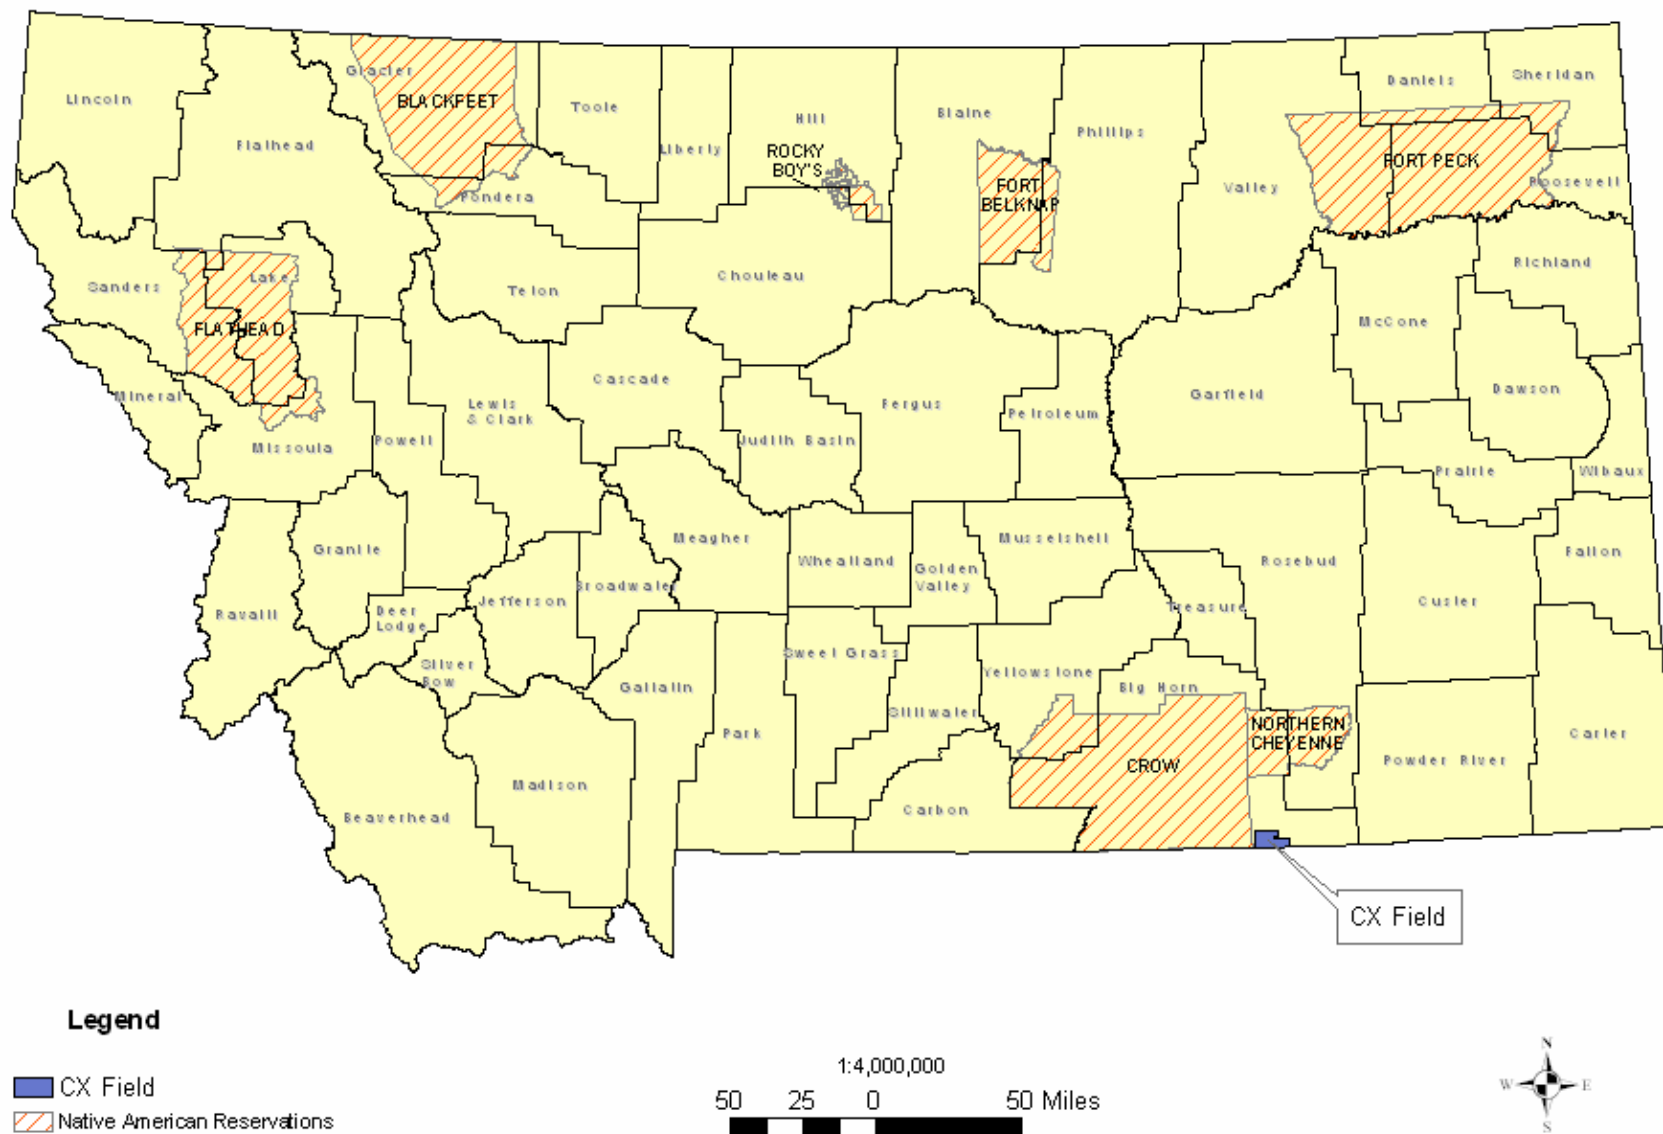 Lincoln
Flathead
Glacier
BLACKFEET
Toole
Liberty
Hill
ROCKY
BOY'S
Blaine
Phillips
Valley
Daniels
Sheridan
FORT PECK
Roosevelt
Pondera
FORT
BELKNAP
Sanders
Lake
FLATHEAD
Teton
Chouteau
Richland
McCone
Mineral
Missoula
Powell
Lewis
& Clark
Cascade
Judith Basin
Fergus
Petroleum
Garfield
Dawson
Prairie
Wibaux
Granite
Meagher
Wheatland
Golden
Valley
Musselshell
Rosebud
Fallon
Ravalli
Deer
Lodge
Jefferson
Broadwater
Treasure
Custer
Silver
Bow
Gallatin
Sweet Grass
Yellowstone
Big Horn
Stillwater
Park
NORTHERN
CHEYENNE
Carter
CROW
Powder River
Madison
Beaverhead
Carbon
CX Field
Legend
CX Field
Native American Reservations
1:4,000,000
50 25 0 50 Miles
N
W E
S